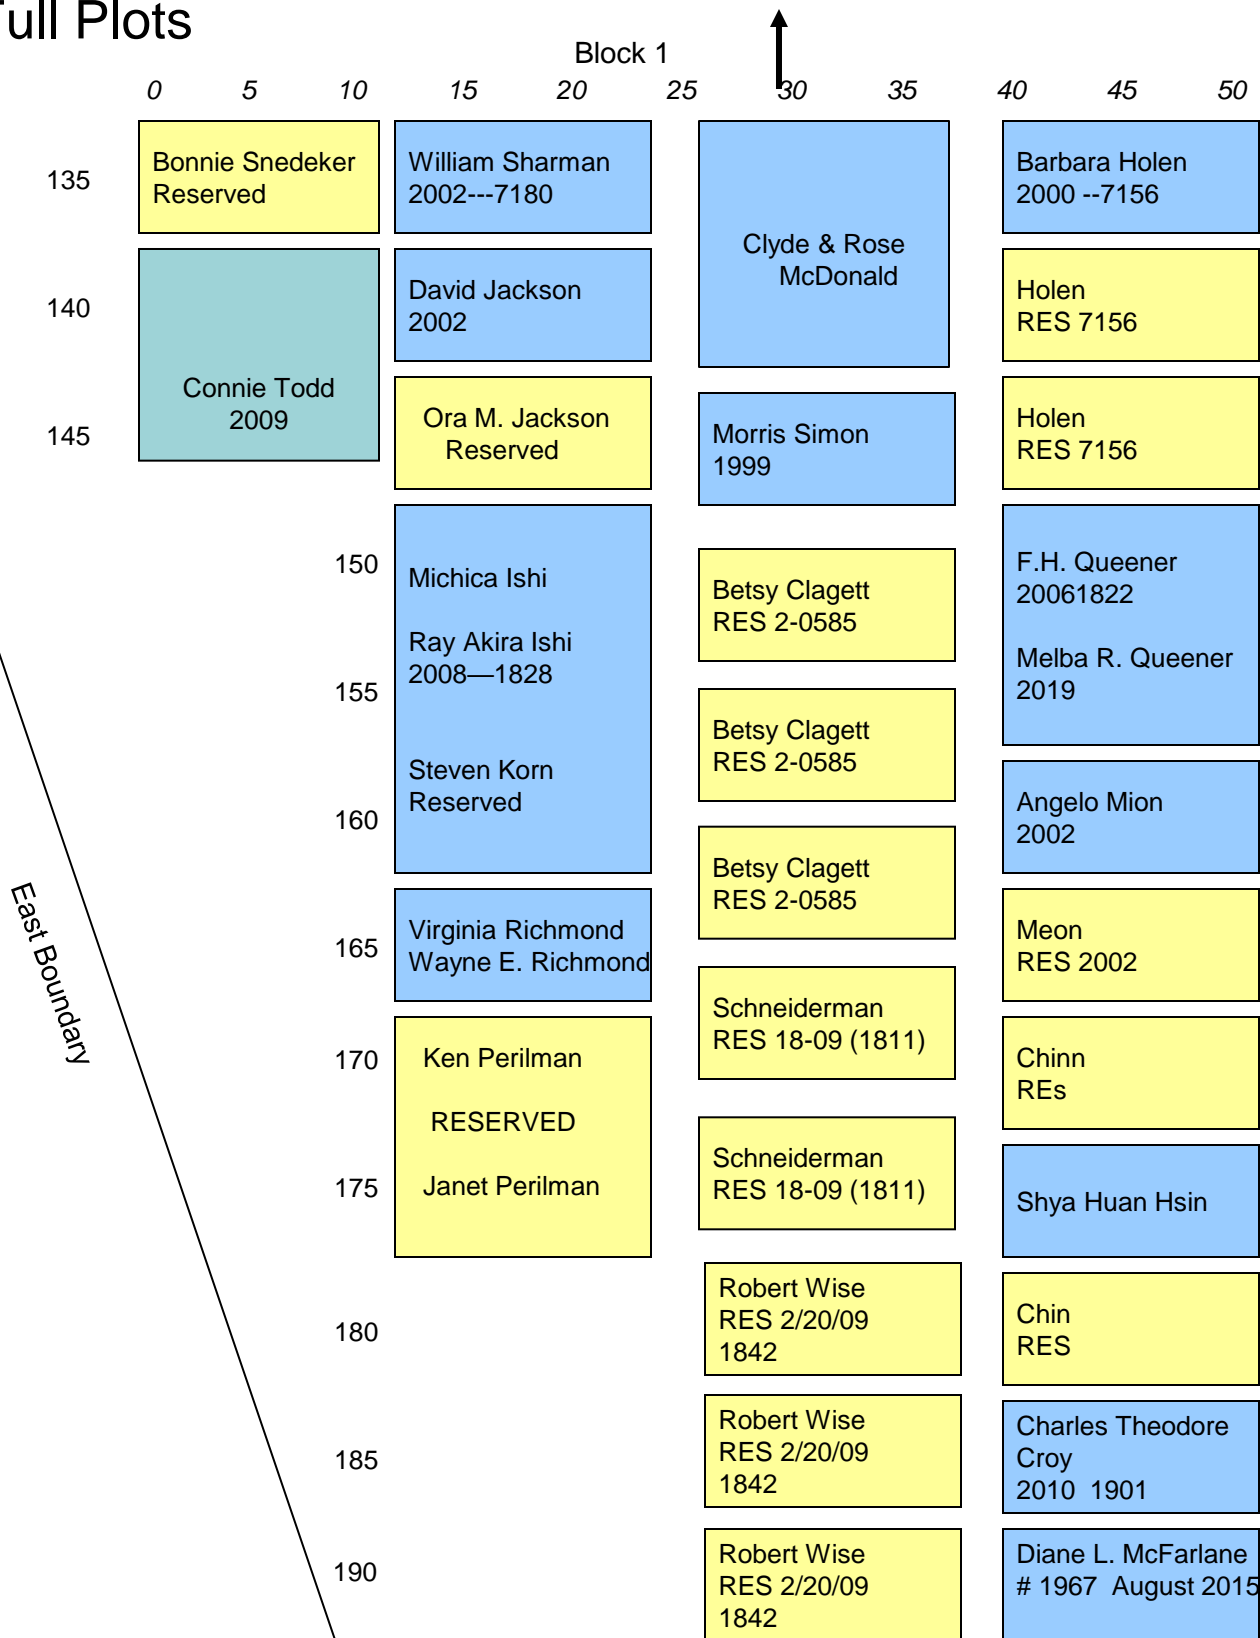 Full Plots
Block 1
0 5 10 15 20 25 30 35 40 45 50
135
140
145
Bonnie Snedeker
Reserved
Connie Todd
2009
150
155
160
165
170
175
180
185
190
William Sharman
2002---7180
David Jackson
2002
Ora M. Jackson
Reserved
Michica Ishi
Ray Akira Ishi
2008—1828
Steven Korn
Reserved
Virginia Richmond
Wayne E. Richmond
Ken Perilman
RESERVED
Janet Perilman
Clyde & Rose
McDonald
Morris Simon
1999
Betsy Clagett
RES 2-0585
Betsy Clagett
RES 2-0585
Betsy Clagett
RES 2-0585
Schneiderman
RES 18-09 (1811)
Schneiderman
RES 18-09 (1811)
Robert Wise
RES 2/20/09
1842
Robert Wise
RES 2/20/09
1842
Robert Wise
RES 2/20/09
1842
Barbara Holen
2000 --7156
Holen
RES 7156
Holen
RES 7156
F.H. Queener
20061822
Melba R. Queener
2019
Angelo Mion
2002
Meon
RES 2002
Chinn
REs
Shya Huan Hsin
Chin
RES
Charles Theodore
Croy
2010 1901
Diane L. McFarlane
# 1967 August 2015
East Boundary